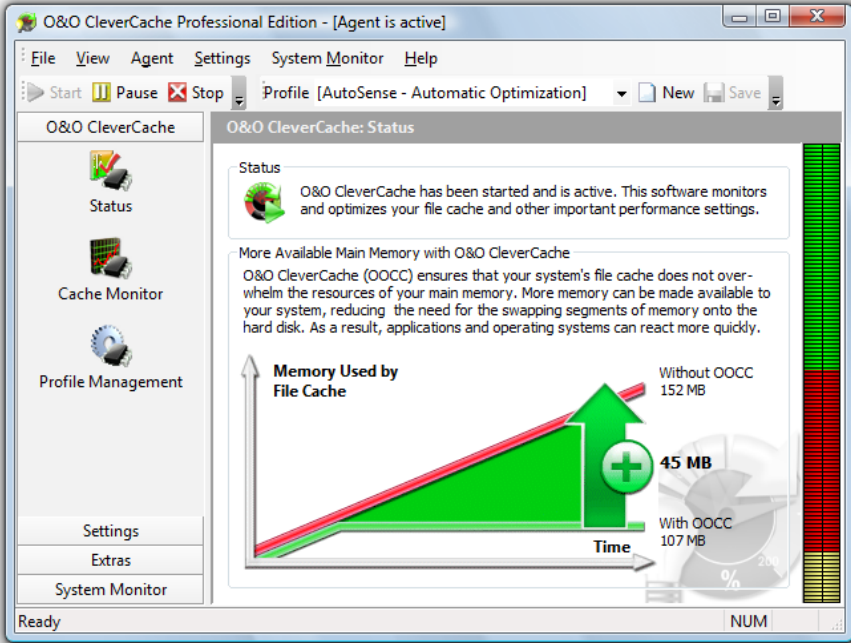 O&O CleverCache Professional Edition - [Agent is active]
File View Agent Settings System Monitor Help
Start Pause Stop Profile [AutoSense - Automatic Optimization] New Save
O&O CleverCache
O&O CleverCache: Status
Status
Cache Monitor
Profile Management
Settings
Extras
System Monitor
Status
O&O CleverCache has been started and is active. This software monitors
and optimizes your file cache and other important performance settings.
More Available Main Memory with O&O CleverCache
O&O CleverCache (OOCC) ensures that your system's file cache does not over-
whelm the resources of your main memory. More memory can be made available to
your system, reducing the need for the swapping segments of memory onto the
hard disk. As a result, applications and operating systems can react more quickly.
Memory Used by
File Cache
Without OOCC
152 MB
45 MB
With OOCC
107 MB
Time
200
%
Ready
NUM